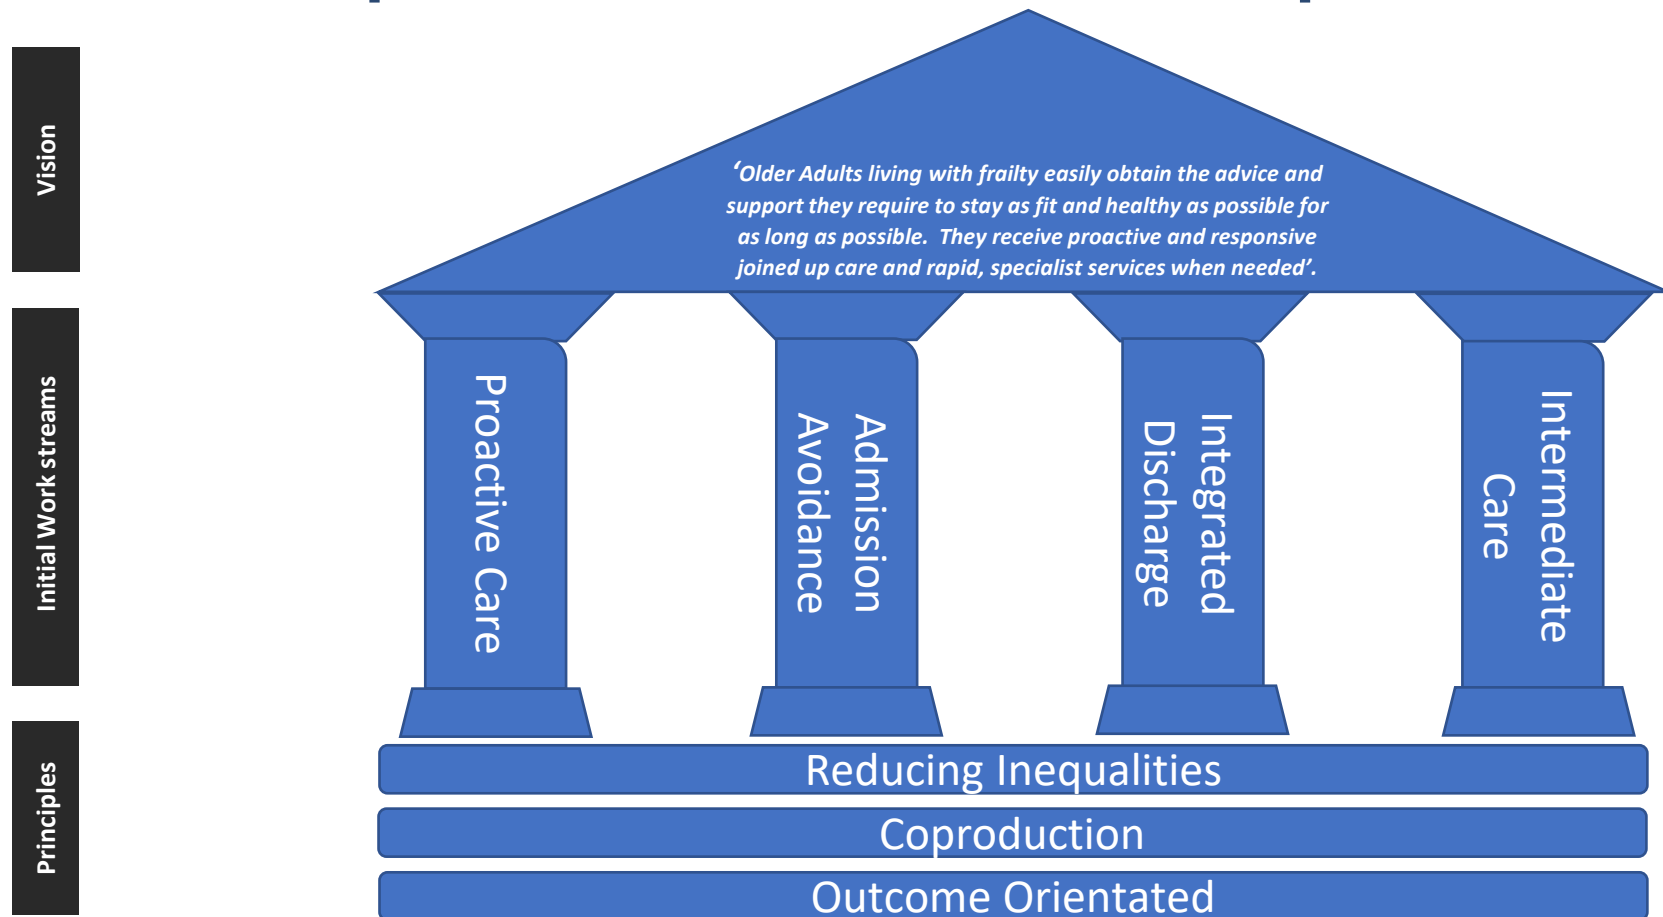 Vision
‘Older Adults living with frailty easily obtain the advice and
support they require to stay as fit and healthy as possible for
as long as possible.  They receive proactive and responsive
joined up care and rapid, specialist services when needed’.
Initial Work streams
Proactive Care
Admission
Avoidance
Integrated
Discharge
Intermediate
Care
Principles
Reducing Inequalities
Coproduction
Outcome Orientated